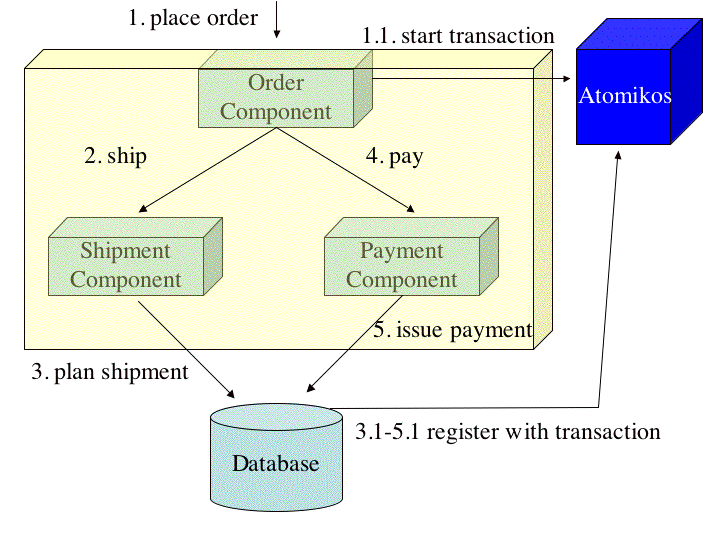 1. place order
1.1. start transaction
Order
Component
Atomikos
2. ship
4. pay
Shipment
Component
Payment
Component
5. issue payment
3. plan shipment
3.1-5.1 register with transaction
Database